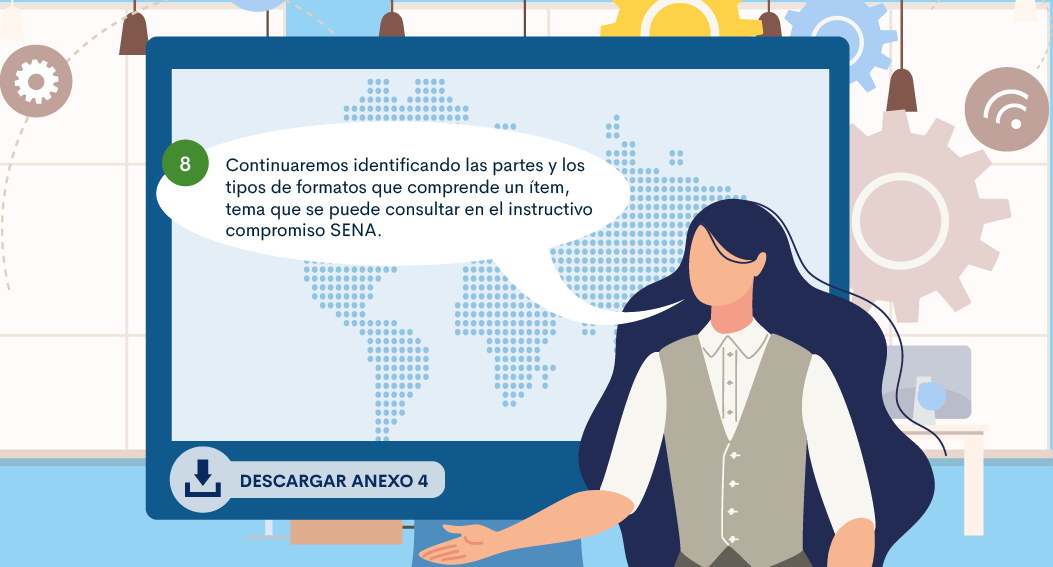 8
Continuaremos identificando las partes y los
tipos de formatos que comprende un ítem,
tema que se puede consultar en el instructivo
compromiso SENA.
DESCARGAR ANEXO 4